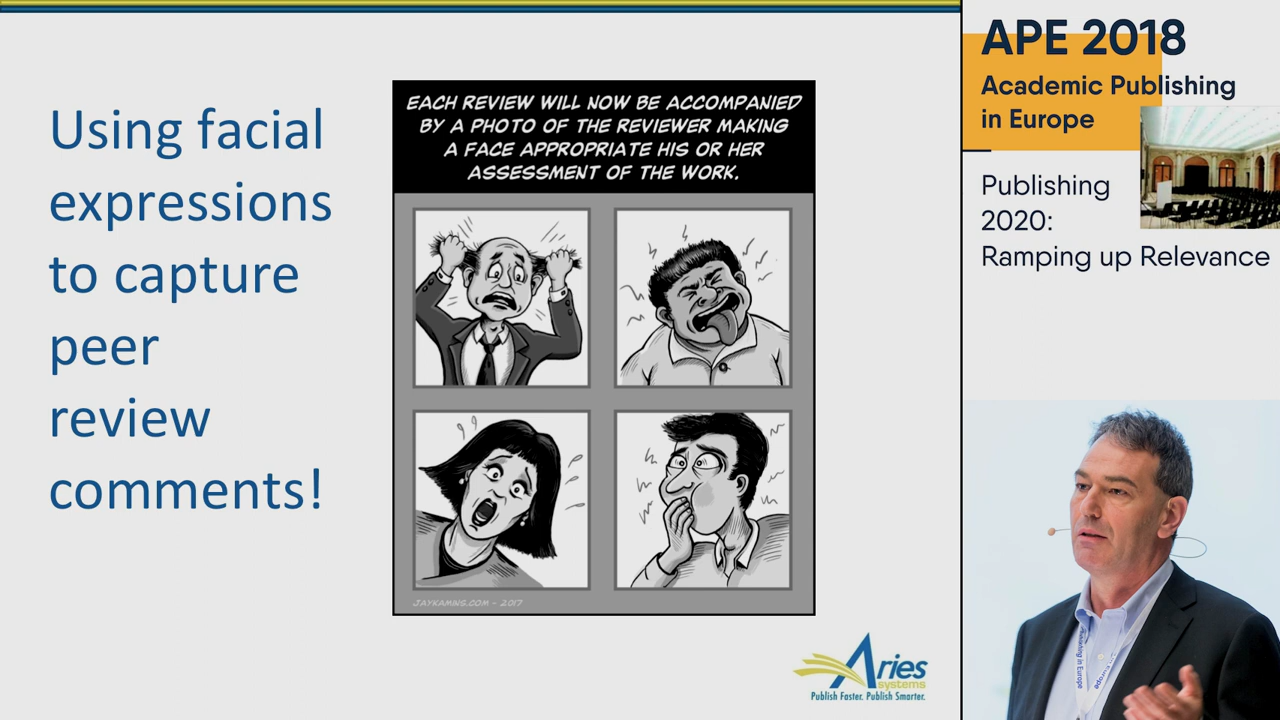 Using facial
expressions
to capture
peer
review
comments!
EACH REVIEW WILL NOW BE ACCOMPANIED
BY A PHOTO OF THE REVIEWER MAKING
A FACE APPROPRIATE HIS OR HER
ASSESSMENT OF THE WORK.
JAYKAMINS.COM - 2017
Aries
systems
Publish Faster. Publish Smarter.
APE 2018
Academic Publishing
in Europe
Publishing
2020:
Ramping up Relevance